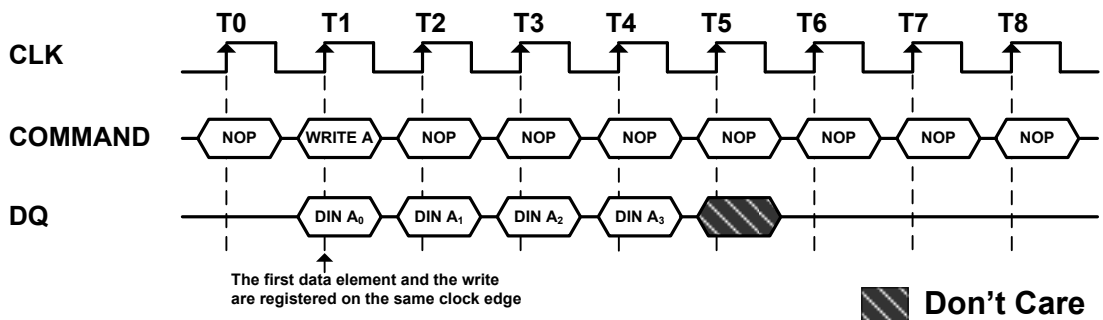 T0 T1 T2 T3 T4 T5 T6 T7 T8
CLK
COMMAND NOP WRITE A NOP NOP NOP NOP NOP NOP NOP
DQ DIN A₀ DIN A₁ DIN A₂ DIN A₃
The first data element and the write
are registered on the same clock edge
Don't Care